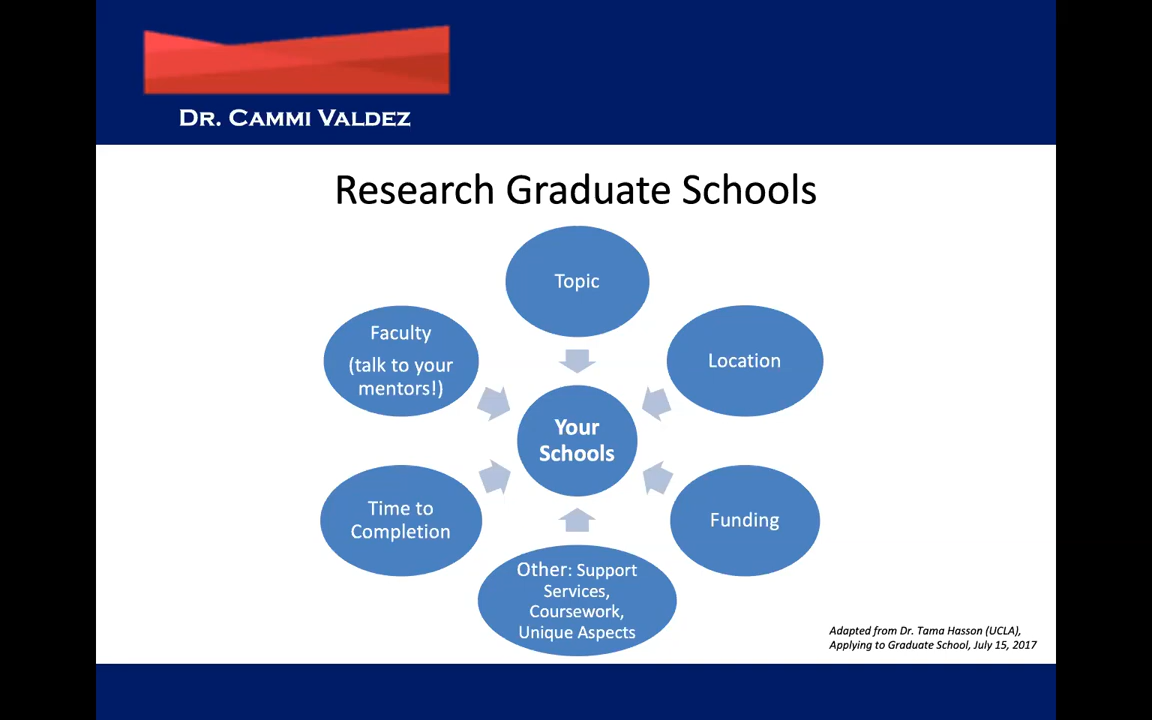 DR. CAMMI VALDEZ
Research Graduate Schools
Topic
Faculty
(talk to your
mentors!)
Location
Your
Schools
Time to
Completion
Funding
Other: Support
Services,
Coursework,
Unique Aspects
Adapted from Dr. Tama Hasson (UCLA),
Applying to Graduate School, July 15, 2017